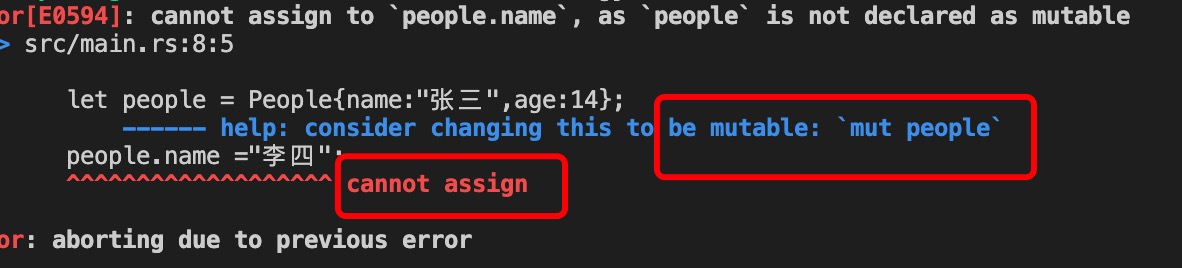 or[E0594]: cannot assign to `people.name`, as `people` is not declared as mutable
> src/main.rs:8:5
let people = People{name:"张三",age:14};
------ help: consider changing this to be mutable: `mut people`
people.name ="李四";
^^^^^^^^^^^^^^^^^^^ cannot assign
or: aborting due to previous error